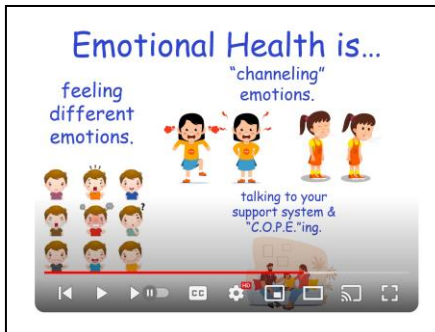 Emotional Health is...
feeling
different
emotions.
"channeling"
emotions.
talking to your
support system &
"C.O.P.E."ing.
?
CC
HD